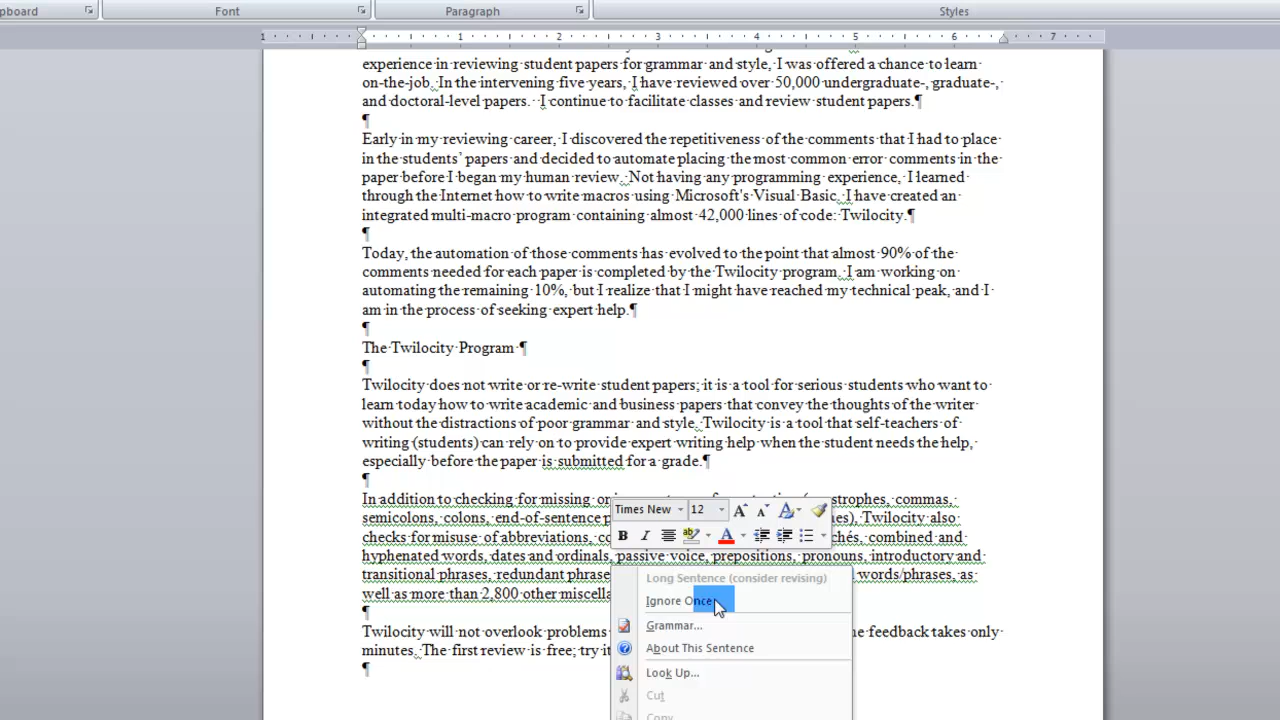 pboard Font Paragraph Styles
1 1 2 3 4 5 6 7
experience in reviewing student papers for grammar and style, I was offered a chance to learn
on-the-job. In the intervening five years, I have reviewed over 50,000 undergraduate-, graduate-,
and doctoral-level papers. I continue to facilitate classes and review student papers.¶
¶
Early in my reviewing career, I discovered the repetitiveness of the comments that I had to place
in the students' papers and decided to automate placing the most common error comments in the
paper before I began my human review. Not having any programming experience, I learned
through the Internet how to write macros using Microsoft's Visual Basic. I have created an
integrated multi-macro program containing almost 42,000 lines of code: Twilocity.¶
¶
Today, the automation of those comments has evolved to the point that almost 90% of the
comments needed for each paper is completed by the Twilocity program. I am working on
automating the remaining 10%, but I realize that I might have reached my technical peak, and I
am in the process of seeking expert help.¶
¶
The Twilocity Program ¶
¶
Twilocity does not write or re-write student papers; it is a tool for serious students who want to
learn today how to write academic and business papers that convey the thoughts of the writer
without the distractions of poor grammar and style. Twilocity is a tool that self-teachers of
writing (students) can rely on to provide expert writing help when the student needs the help,
especially before the paper is submitted for a grade.¶
¶
In addition to checking for missing or strophes, commas,
semicolons, colons, end-of-sentence p es), Twilocity also
checks for misuse of abbreviations, co chés, combined and
hyphenated words, dates and ordinals, passive voice, prepositions, pronouns, introductory and
transitional phrases, redundant phrase words/phrases, as
well as more than 2,800 other miscella
¶
Twilocity will not overlook problems e feedback takes only
minutes. The first review is free; try it
¶
Times New 12 A A A
B I A
Long Sentence (consider revising)
Ignore Once
Grammar...
About This Sentence
Look Up...
Cut
Copy